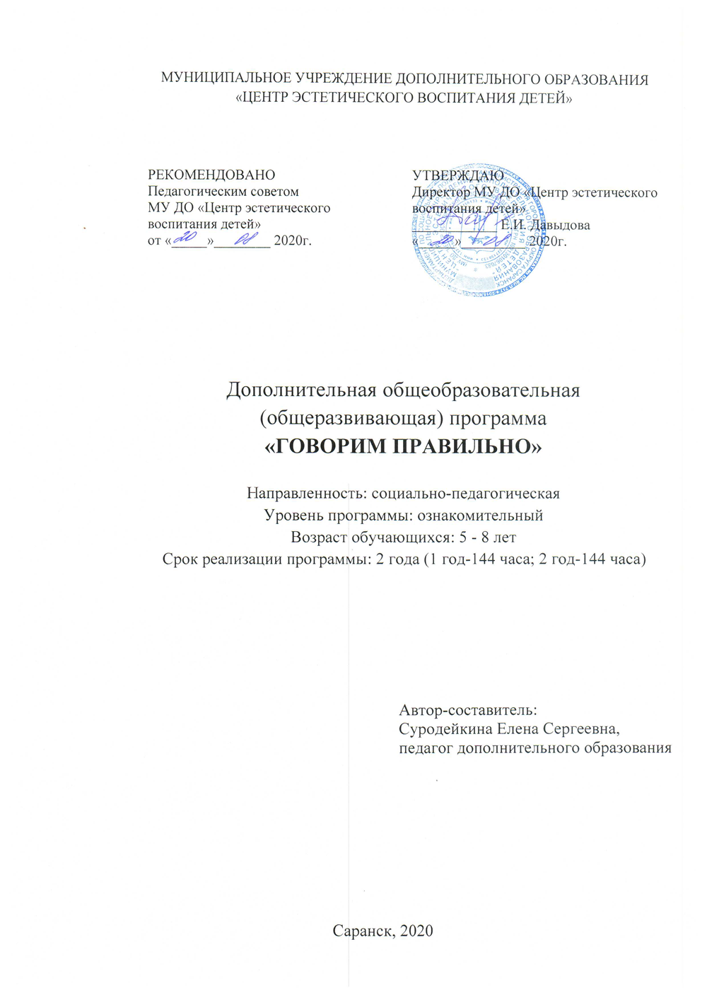 МУНИЦИПАЛЬНОЕ УЧРЕЖДЕНИЕ ДОПОЛНИТЕЛЬНОГО ОБРАЗОВАНИЯ
«ЦЕНТР ЭСТЕТИЧЕСКОГО ВОСПИТАНИЯ ДЕТЕЙ»
РЕКОМЕНДОВАНО
Педагогическим советом
МУ ДО «Центр эстетического
воспитания детей»
от «20» 08 2020г.
УТВЕРЖДАЮ
Директор МУ ДО «Центр эстетического
воспитания детей»
Е.И. Давыдова
«20» 08 2020г.
Дополнительная общеобразовательная
(общеразвивающая) программа
«ГОВОРИМ ПРАВИЛЬНО»
Направленность: социально-педагогическая
Уровень программы: ознакомительный
Возраст обучающихся: 5 - 8 лет
Срок реализации программы: 2 года (1 год-144 часа; 2 год-144 часа)
Автор-составитель:
Суродейкина Елена Сергеевна,
педагог дополнительного образования
Саранск, 2020